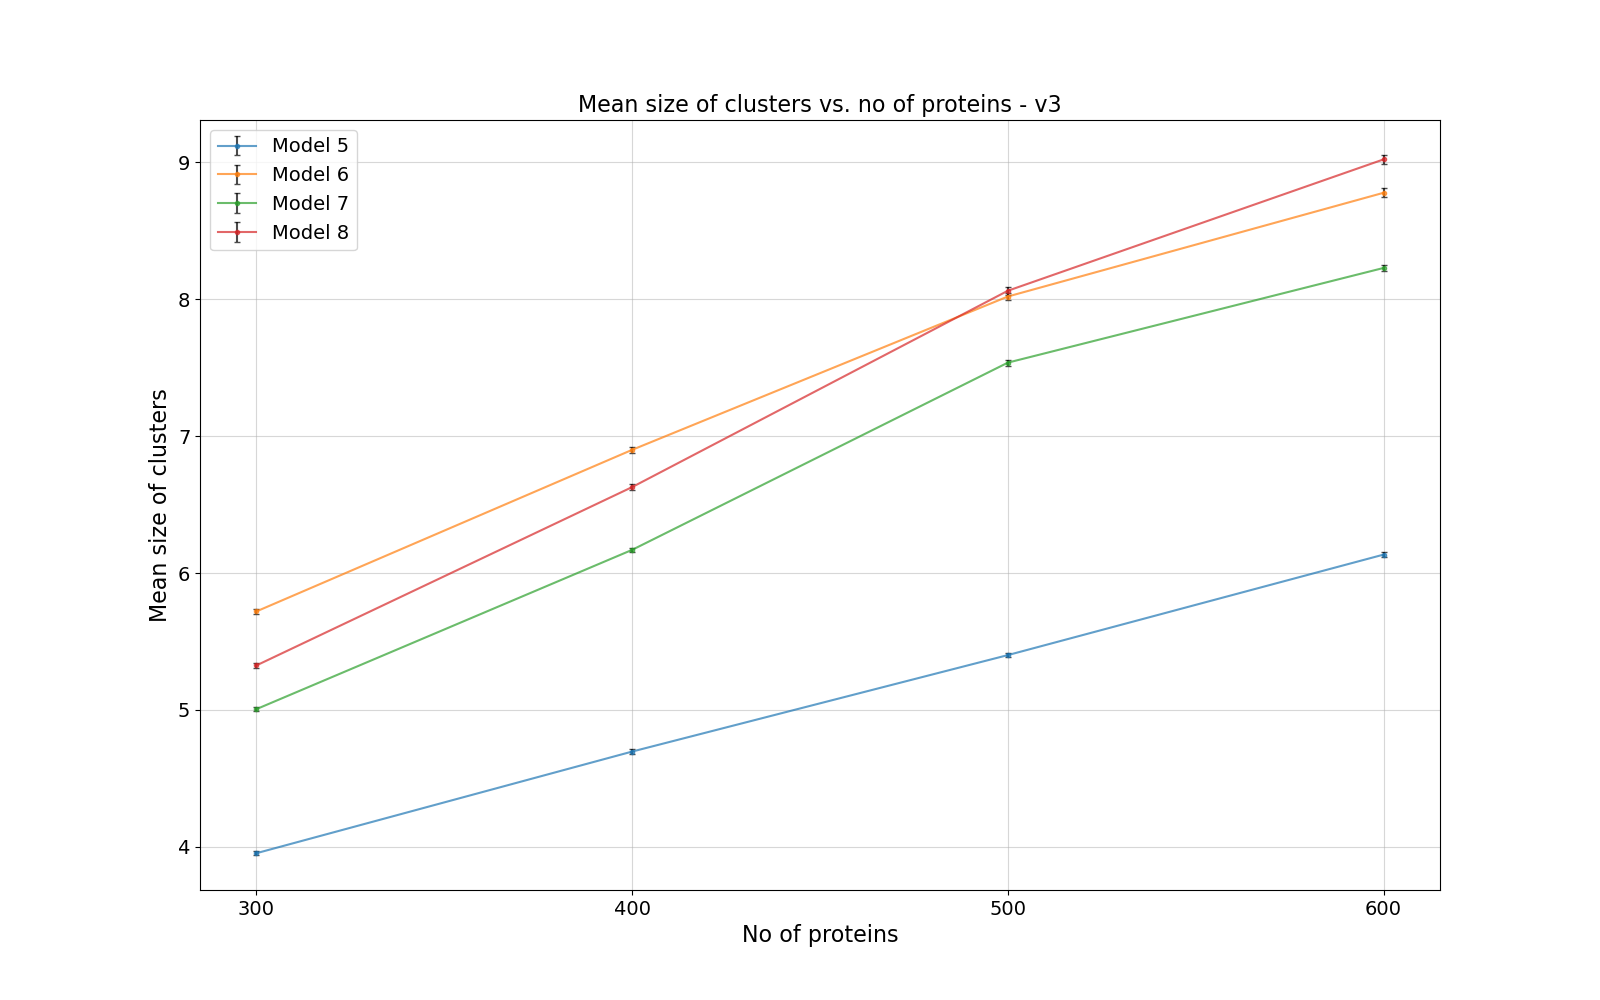 Mean size of clusters vs. no of proteins - v3
Model 5
Model 6
Model 7
Model 8
9
8
7
6
5
4
Mean size of clusters
300 400 500 600
No of proteins